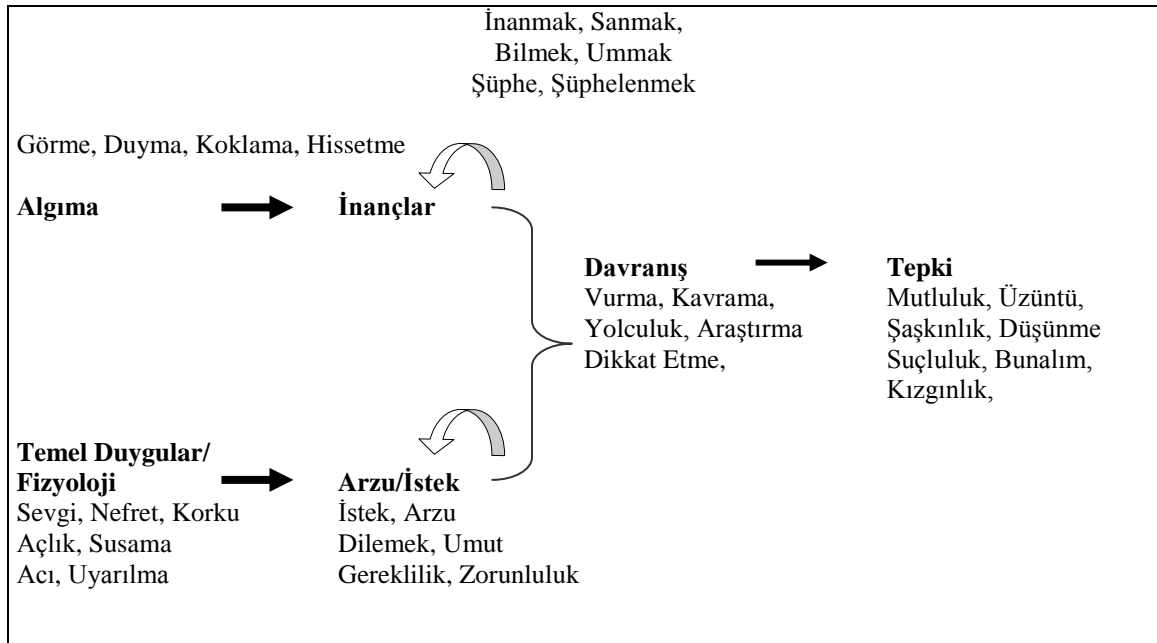 İnanmak, Sanmak,
Bilmek, Ummak
Şüphe, Şüphelenmek
Görme, Duyma, Koklama, Hissetme
Algıma
İnançlar
Davranış
Vurma, Kavrama,
Yolculuk, Araştırma
Dikkat Etme,
Tepki
Mutluluk, Üzüntü,
Şaşkınlık, Düşünme
Suçluluk, Bunalım,
Kızgınlık,
Temel Duygular/
Fizyoloji
Sevgi, Nefret, Korku
Açlık, Susama
Acı, Uyarılma
Arzu/İstek
İstek, Arzu
Dilemek, Umut
Gereklilik, Zorunluluk